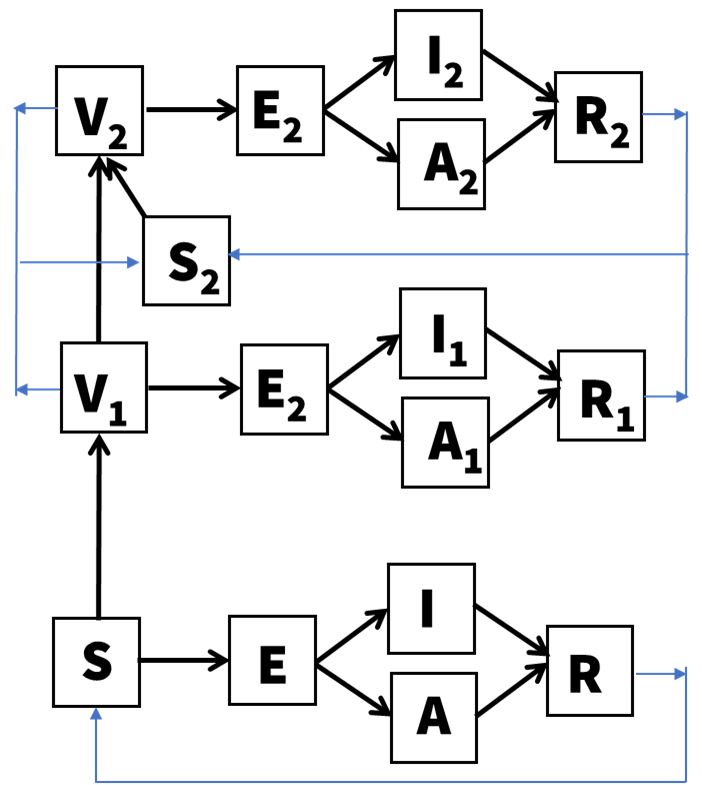 I₂
V₂
E₂
R₂
A₂
S₂
I₁
V₁
E₂
R₁
A₁
I
S
E
R
A